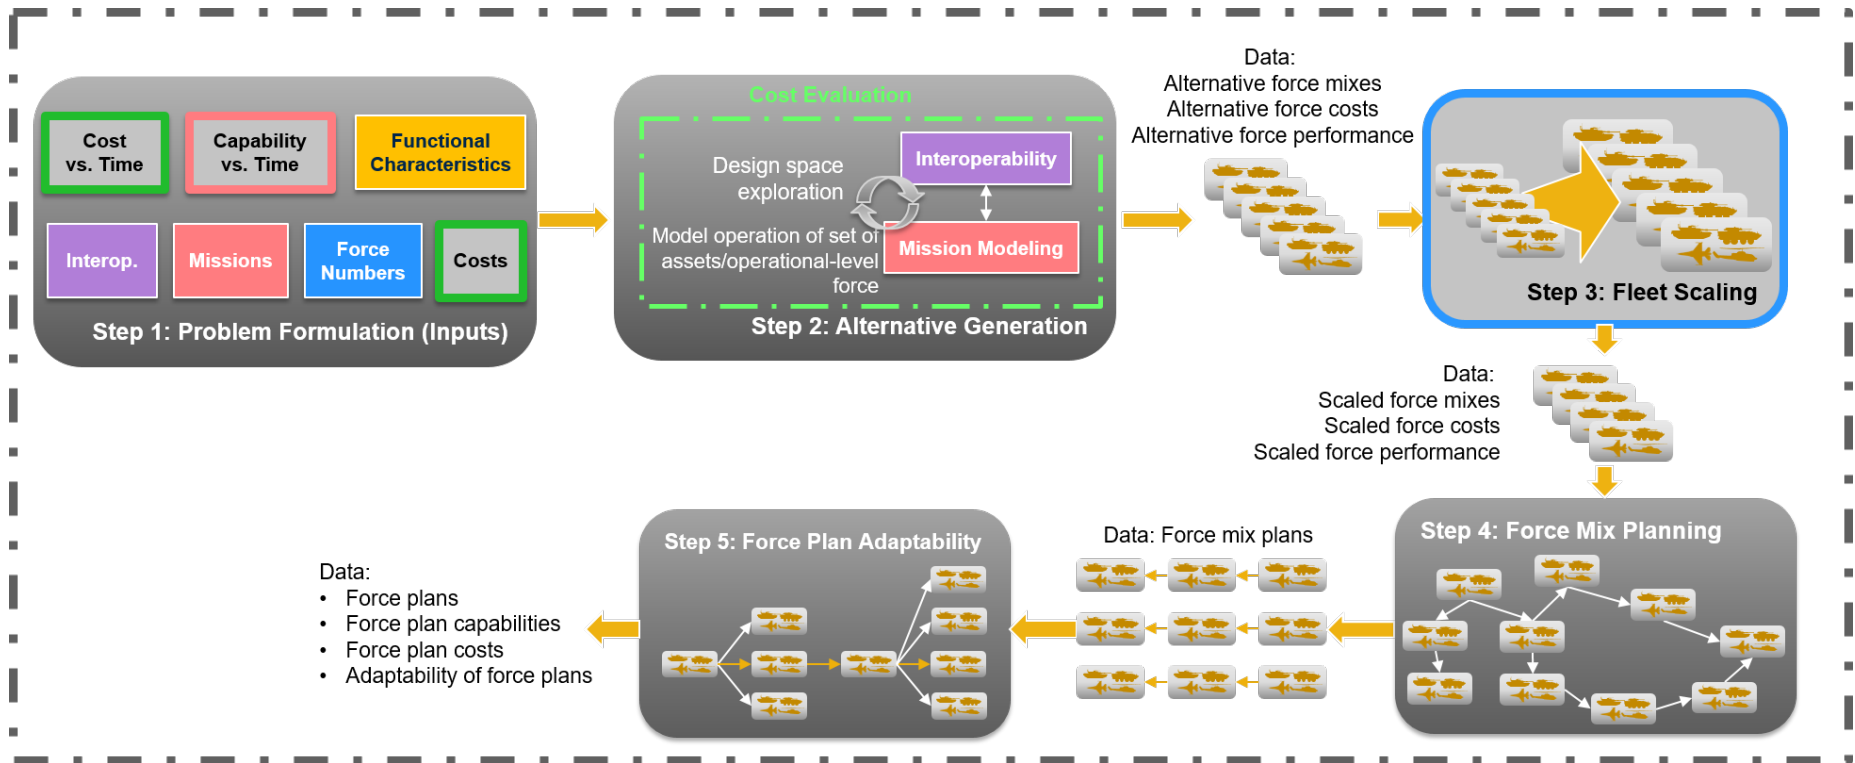 Cost
vs. Time
Capability
vs. Time
Functional
Characteristics
Interop.
Missions
Force
Numbers
Costs
Step 1: Problem Formulation (Inputs)
Cost Evaluation
Design space
exploration
Interoperability
Model operation of set of
assets/operational-level
force
Mission Modeling
Step 2: Alternative Generation
Data:
Alternative force mixes
Alternative force costs
Alternative force performance
Step 3: Fleet Scaling
Data:
Scaled force mixes
Scaled force costs
Scaled force performance
Step 4: Force Mix Planning
Data: Force mix plans
Step 5: Force Plan Adaptability
Data:
• Force plans
• Force plan capabilities
• Force plan costs
• Adaptability of force plans